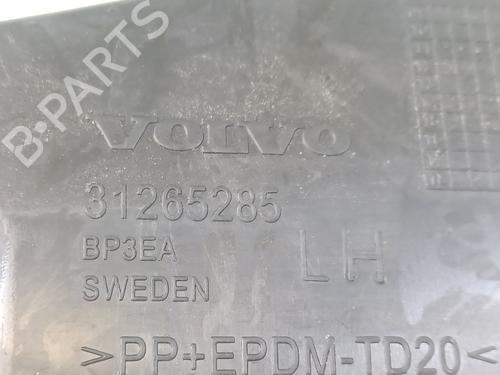 B-PARTS
VOLVO
31265285
BP3EA
LH
SWEDEN
>PP+EPDM-TD20<